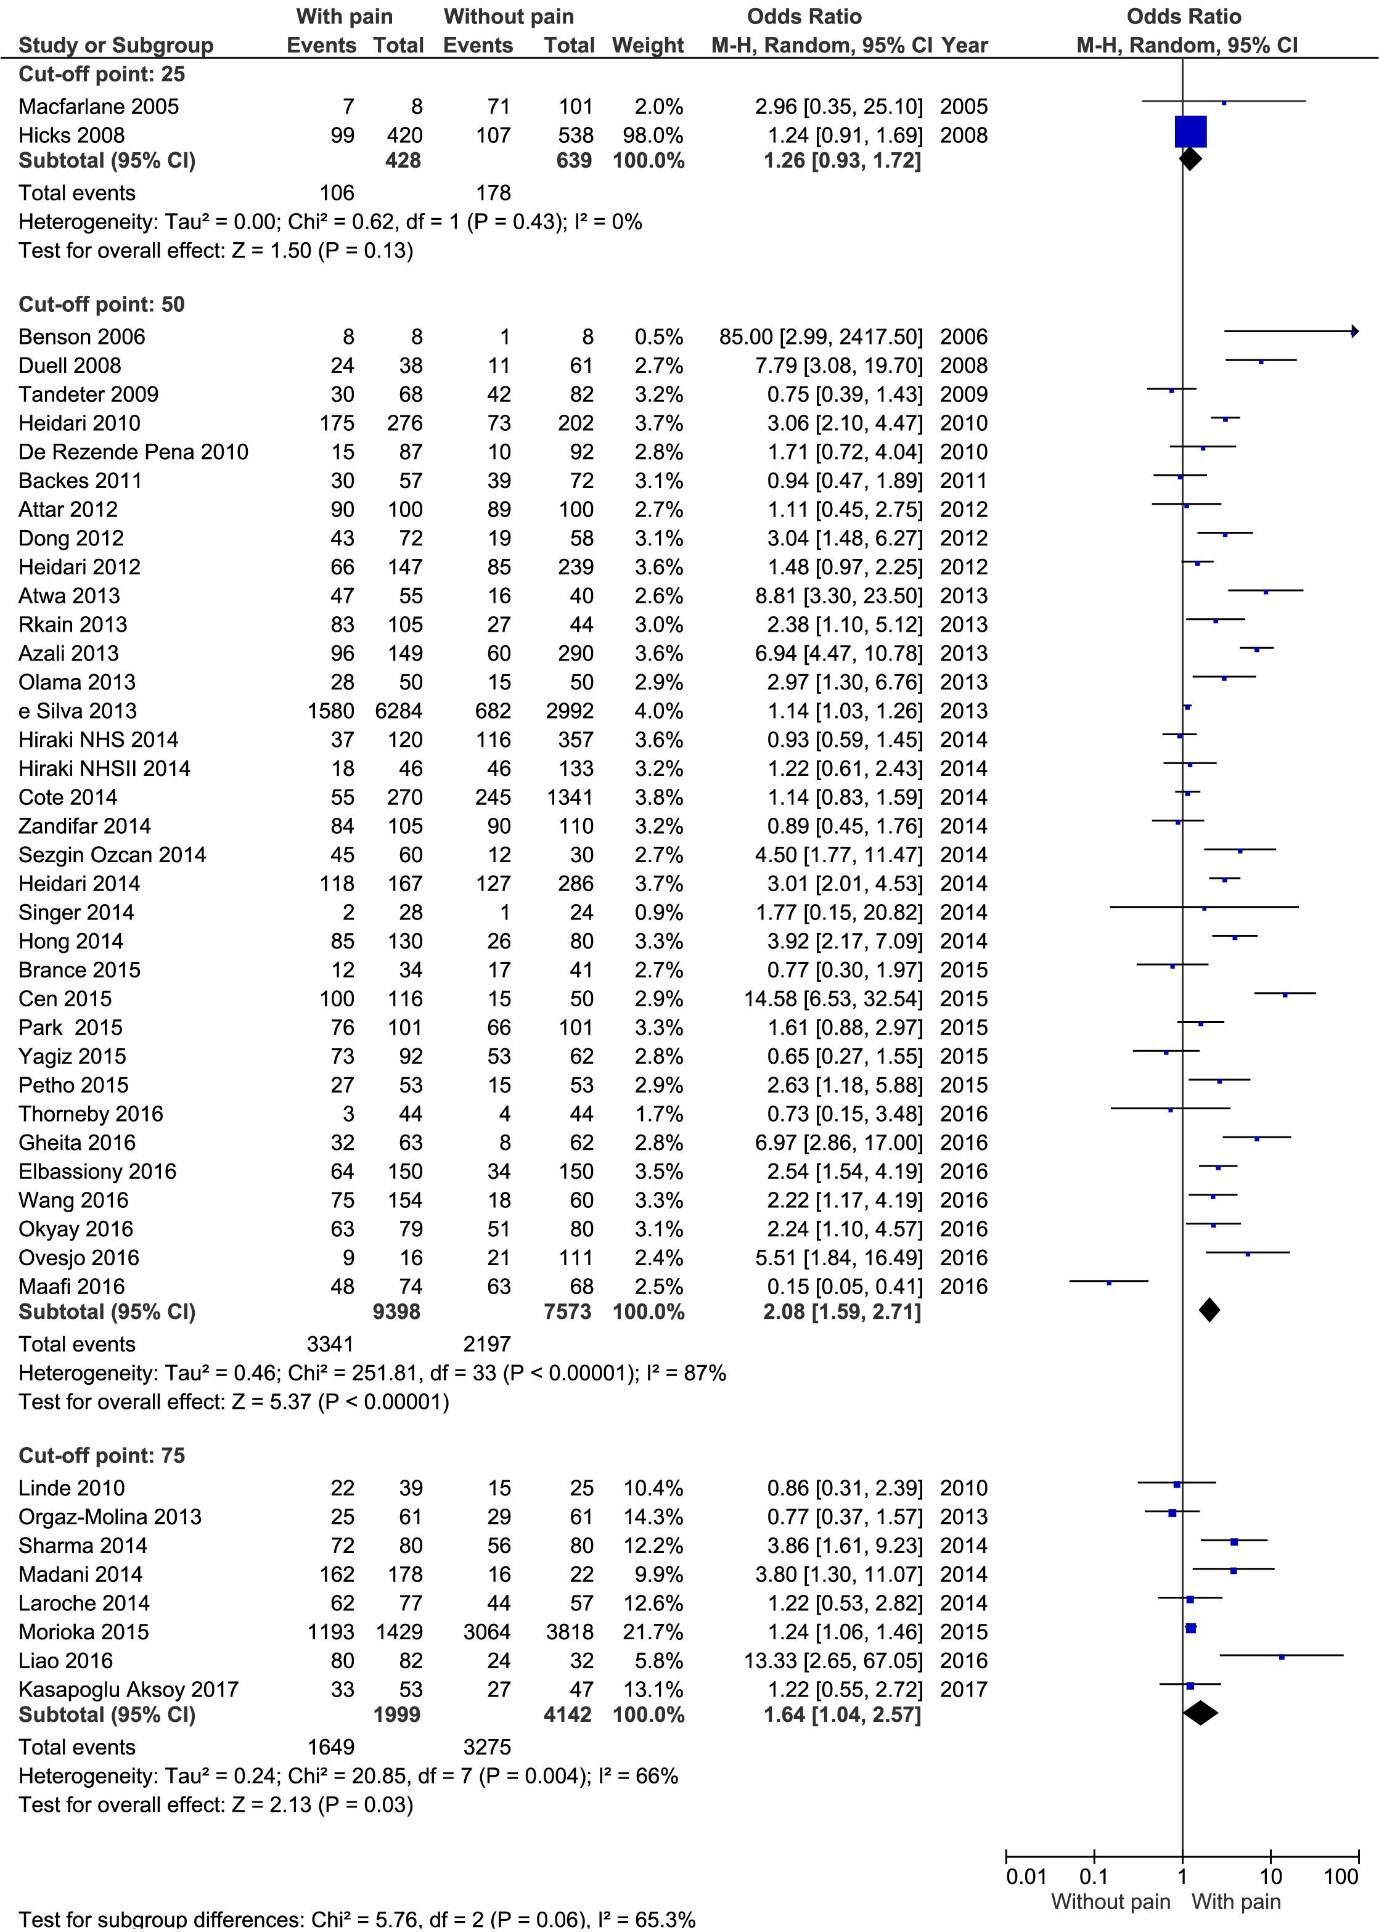 With pain Without pain Odds Ratio Odds Ratio
Study or Subgroup Events Total Events Total Weight M-H, Random, 95% CI Year M-H, Random, 95% CI
Cut-off point: 25
Macfarlane 2005 7 8 71 101 2.0% 2.96 [0.35, 25.10] 2005
Hicks 2008 99 420 107 538 98.0% 1.24 [0.91, 1.69] 2008
Subtotal (95% CI) 428 639 100.0% 1.26 [0.93, 1.72]
Total events 106 178
Heterogeneity: Tau² = 0.00; Chi² = 0.62, df = 1 (P = 0.43); I² = 0%
Test for overall effect: Z = 1.50 (P = 0.13)
Cut-off point: 50
Benson 2006 8 8 1 8 0.5% 85.00 [2.99, 2417.50] 2006
Duell 2008 24 38 11 61 2.7% 7.79 [3.08, 19.70] 2008
Tandeter 2009 30 68 42 82 3.2% 0.75 [0.39, 1.43] 2009
Heidari 2010 175 276 73 202 3.7% 3.06 [2.10, 4.47] 2010
De Rezende Pena 2010 15 87 10 92 2.8% 1.71 [0.72, 4.04] 2010
Backes 2011 30 57 39 72 3.1% 0.94 [0.47, 1.89] 2011
Attar 2012 90 100 89 100 2.7% 1.11 [0.45, 2.75] 2012
Dong 2012 43 72 19 58 3.1% 3.04 [1.48, 6.27] 2012
Heidari 2012 66 147 85 239 3.6% 1.48 [0.97, 2.25] 2012
Atwa 2013 47 55 16 40 2.6% 8.81 [3.30, 23.50] 2013
Rkain 2013 83 105 27 44 3.0% 2.38 [1.10, 5.12] 2013
Azali 2013 96 149 60 290 3.6% 6.94 [4.47, 10.78] 2013
Olama 2013 28 50 15 50 2.9% 2.97 [1.30, 6.76] 2013
e Silva 2013 1580 6284 682 2992 4.0% 1.14 [1.03, 1.26] 2013
Hiraki NHS 2014 37 120 116 357 3.6% 0.93 [0.59, 1.45] 2014
Hiraki NHSII 2014 18 46 46 133 3.2% 1.22 [0.61, 2.43] 2014
Cote 2014 55 270 245 1341 3.8% 1.14 [0.83, 1.59] 2014
Zandifar 2014 84 105 90 110 3.2% 0.89 [0.45, 1.76] 2014
Sezgin Ozcan 2014 45 60 12 30 2.7% 4.50 [1.77, 11.47] 2014
Heidari 2014 118 167 127 286 3.7% 3.01 [2.01, 4.53] 2014
Singer 2014 2 28 1 24 0.9% 1.77 [0.15, 20.82] 2014
Hong 2014 85 130 26 80 3.3% 3.92 [2.17, 7.09] 2014
Brance 2015 12 34 17 41 2.7% 0.77 [0.30, 1.97] 2015
Cen 2015 100 116 15 50 2.9% 14.58 [6.53, 32.54] 2015
Park 2015 76 101 66 101 3.3% 1.61 [0.88, 2.97] 2015
Yagiz 2015 73 92 53 62 2.8% 0.65 [0.27, 1.55] 2015
Petho 2015 27 53 15 53 2.9% 2.63 [1.18, 5.88] 2015
Thorneby 2016 3 44 4 44 1.7% 0.73 [0.15, 3.48] 2016
Gheita 2016 32 63 8 62 2.8% 6.97 [2.86, 17.00] 2016
Elbassiony 2016 64 150 34 150 3.5% 2.54 [1.54, 4.19] 2016
Wang 2016 75 154 18 60 3.3% 2.22 [1.17, 4.19] 2016
Okyay 2016 63 79 51 80 3.1% 2.24 [1.10, 4.57] 2016
Ovesjo 2016 9 16 21 111 2.4% 5.51 [1.84, 16.49] 2016
Maafi 2016 48 74 63 68 2.5% 0.15 [0.05, 0.41] 2016
Subtotal (95% CI) 9398 7573 100.0% 2.08 [1.59, 2.71]
Total events 3341 2197
Heterogeneity: Tau² = 0.46; Chi² = 251.81, df = 33 (P < 0.00001); I² = 87%
Test for overall effect: Z = 5.37 (P < 0.00001)
Cut-off point: 75
Linde 2010 22 39 15 25 10.4% 0.86 [0.31, 2.39] 2010
Orgaz-Molina 2013 25 61 29 61 14.3% 0.77 [0.37, 1.57] 2013
Sharma 2014 72 80 56 80 12.2% 3.86 [1.61, 9.23] 2014
Madani 2014 162 178 16 22 9.9% 3.80 [1.30, 11.07] 2014
Laroche 2014 62 77 44 57 12.6% 1.22 [0.53, 2.82] 2014
Morioka 2015 1193 1429 3064 3818 21.7% 1.24 [1.06, 1.46] 2015
Liao 2016 80 82 24 32 5.8% 13.33 [2.65, 67.05] 2016
Kasapoglu Aksoy 2017 33 53 27 47 13.1% 1.22 [0.55, 2.72] 2017
Subtotal (95% CI) 1999 4142 100.0% 1.64 [1.04, 2.57]
Total events 1649 3275
Heterogeneity: Tau² = 0.24; Chi² = 20.85, df = 7 (P = 0.004); I² = 66%
Test for overall effect: Z = 2.13 (P = 0.03)
0.01 0.1 1 10 100
Without pain With pain
Test for subgroup differences: Chi² = 5.76, df = 2 (P = 0.06), I² = 65.3%